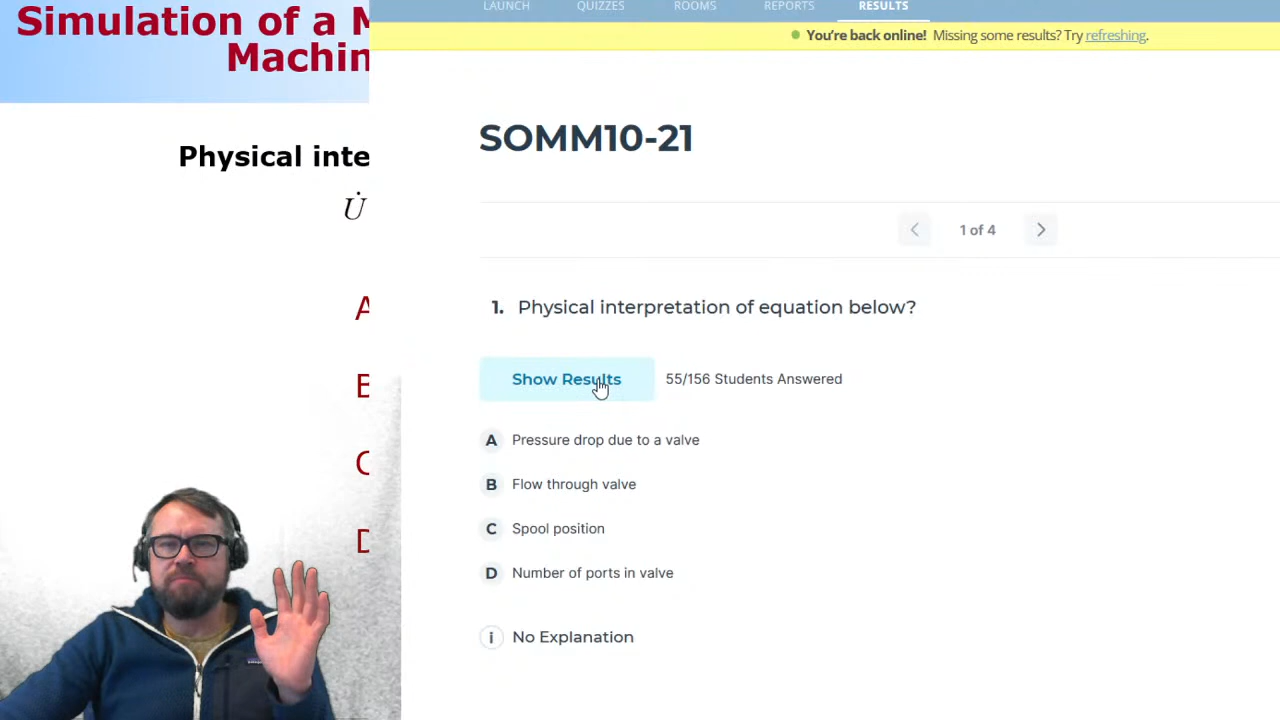 Simulation of a M
Machin
Physical inte
U̇
A
B
C
D
LAUNCH QUIZZES ROOMS REPORTS RESULTS
You're back online! Missing some results? Try refreshing.
SOMM10-21
1 of 4
1. Physical interpretation of equation below?
Show Results 55/156 Students Answered
A Pressure drop due to a valve
B Flow through valve
C Spool position
D Number of ports in valve
i No Explanation